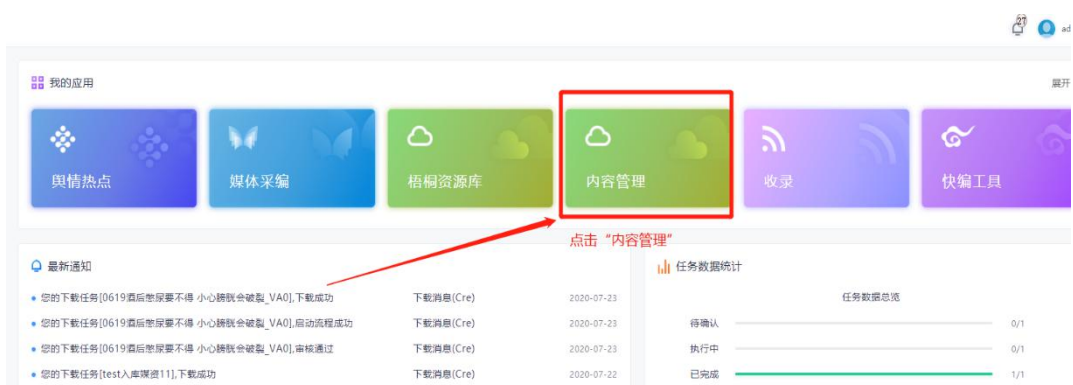 27
ad
我的应用
展开
舆情热点
媒体采编
梧桐资源库
内容管理
收录
快编工具
点击“内容管理”
最新通知
您的下载任务[0619酒后憋尿要不得 小心膀胱会破裂_VA0],下载成功 下载消息(Cre) 2020-07-23
您的下载任务[0619酒后憋尿要不得 小心膀胱会破裂_VA0],启动流程成功 下载消息(Cre) 2020-07-23
您的下载任务[0619酒后憋尿要不得 小心膀胱会破裂_VA0],审核通过 下载消息(Cre) 2020-07-23
您的下载任务[test入库媒资11],下载成功 下载消息(Cre) 2020-07-22
任务数据统计
任务数据总览
待确认 0/1
执行中 0/1
已完成 1/1